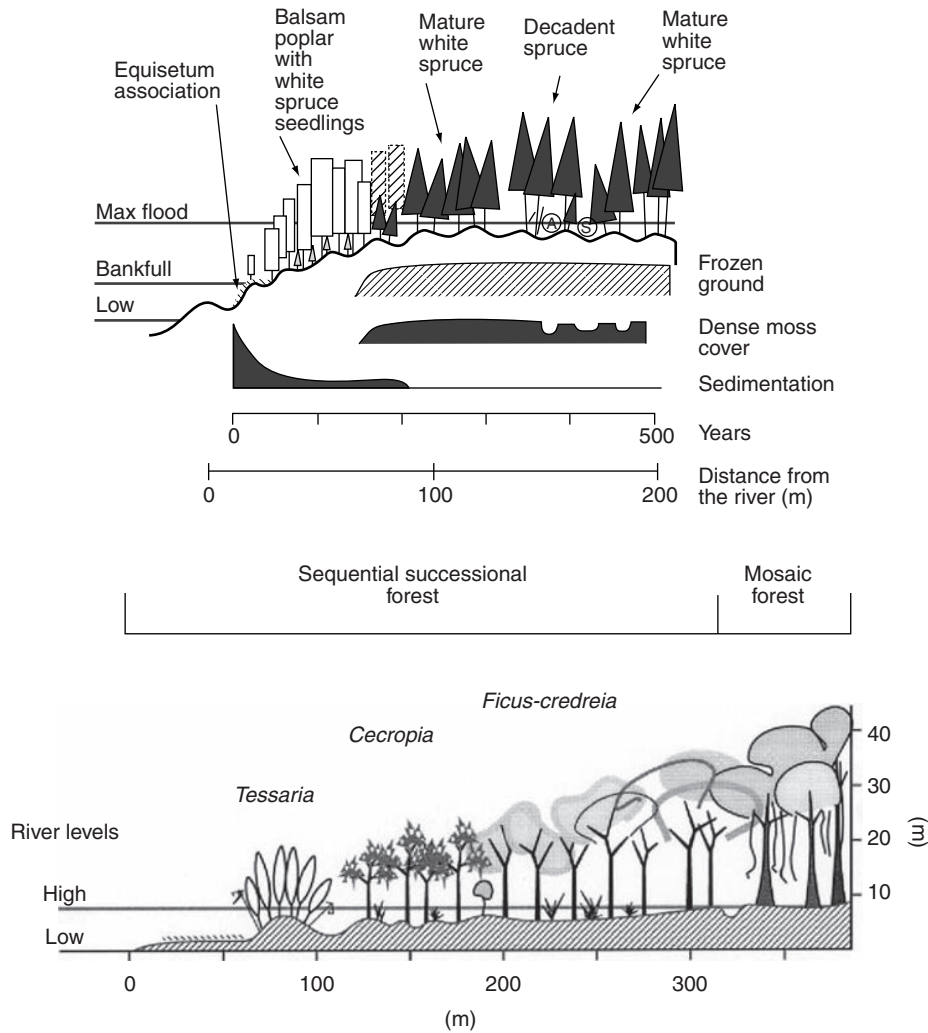 Balsam
poplar
with
white
spruce
seedlings
Mature
white
spruce
Decadent
spruce
Mature
white
spruce
Equisetum
association
Max flood
Bankfull
Low
A
S
Frozen
ground
Dense moss
cover
Sedimentation
0
500
Years
0
100
200
Distance from
the river (m)
Sequential successional
forest
Mosaic
forest
Ficus-credreia
Cecropia
Tessaria
River levels
High
Low
40
30
20
10
(m)
0
100
200
300
(m)